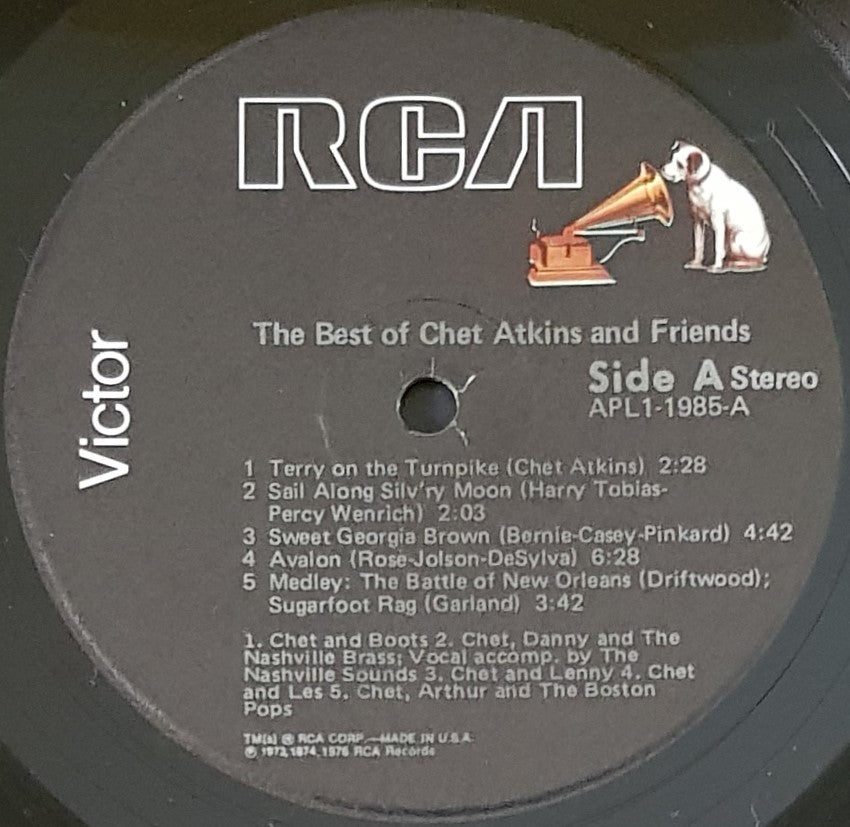 RCA
Victor
The Best of Chet Atkins and Friends
Side A Stereo
APL1-1985-A
1 Terry on the Turnpike (Chet Atkins) 2:28
2 Sail Along Silv'ry Moon (Harry Tobias-
Percy Wenrich) 2:03
3 Sweet Georgia Brown (Bernie-Casey-Pinkard) 4:42
4 Avalon (Rose-Jolson-DeSylva) 6:28
5 Medley: The Battle of New Orleans (Driftwood);
Sugarfoot Rag (Garland) 3:42
1. Chet and Boots 2. Chet, Danny and The
Nashville Brass; Vocal accomp. by The
Nashville Sounds 3. Chet and Lenny 4. Chet
and Les 5. Chet, Arthur and The Boston
Pops
TM(s) ® RCA CORP.—MADE IN U.S.A.
℗ 1972, 1974, 1976 RCA Records